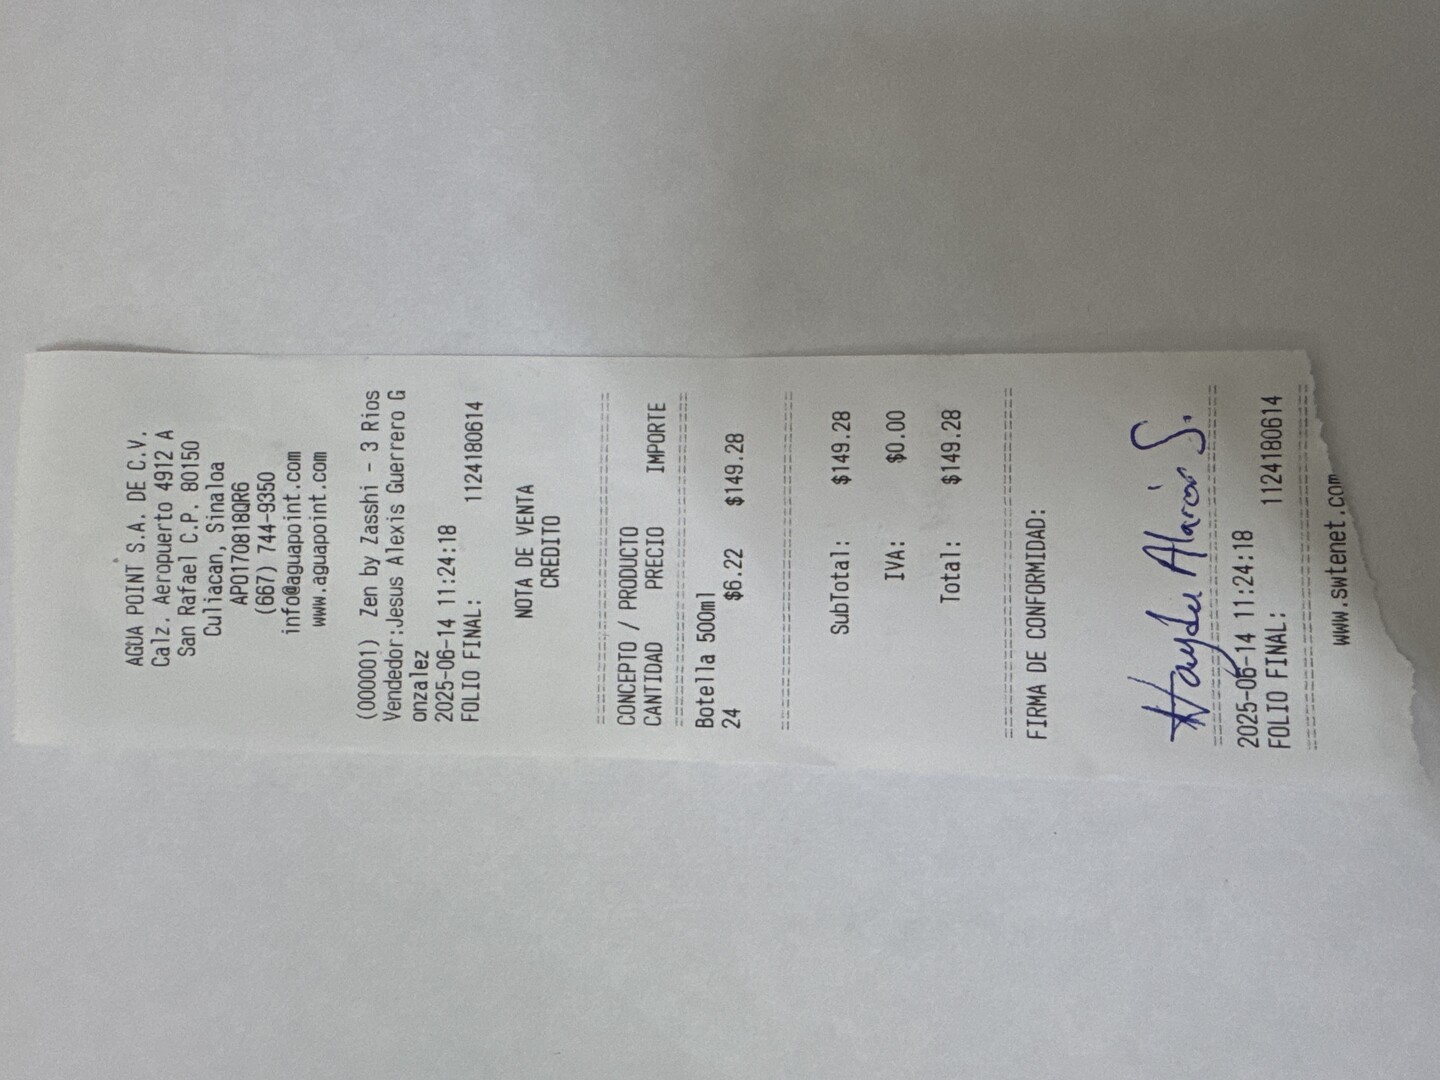 AGUA POINT S.A. DE C.V.
Calz. Aeropuerto 4912 A
San Rafael C.P. 80150
Culiacan, Sinaloa
APO170818QR6
(667) 744-9350
info@aguapoint.com
www.aguapoint.com
(000001) Zen by Zasshi - 3 Rios
Vendedor:Jesus Alexis Guerrero G
onzalez
2025-06-14 11:24:18
FOLIO FINAL: 1124180614
NOTA DE VENTA
CREDITO
================================
CONCEPTO / PRODUCTO
CANTIDAD PRECIO IMPORTE
================================
Botella 500ml
24 $6.22 $149.28
================================
SubTotal: $149.28
IVA: $0.00
Total: $149.28
================================
FIRMA DE CONFORMIDAD:
Haydee Alarcón S.
================================
2025-06-14 11:24:18
FOLIO FINAL: 1124180614
================================
www.swtenet.com